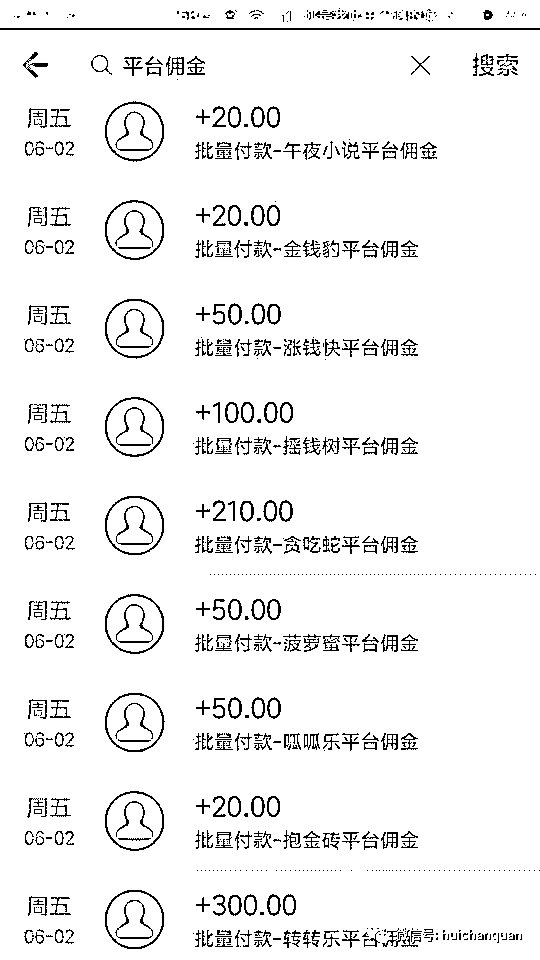 平台佣金
搜索
周五
06-02
+20.00
批量付款-午夜小说平台佣金
周五
06-02
+20.00
批量付款-金钱豹平台佣金
周五
06-02
+50.00
批量付款-涨钱快平台佣金
周五
06-02
+100.00
批量付款-摇钱树平台佣金
周五
06-02
+210.00
批量付款-贪吃蛇平台佣金
周五
06-02
+50.00
批量付款-菠萝蜜平台佣金
周五
06-02
+50.00
批量付款-呱呱乐平台佣金
周五
06-02
+20.00
批量付款-抱金砖平台佣金
周五
06-02
+300.00
批量付款-转转乐平台佣金
微信号: huichanquan